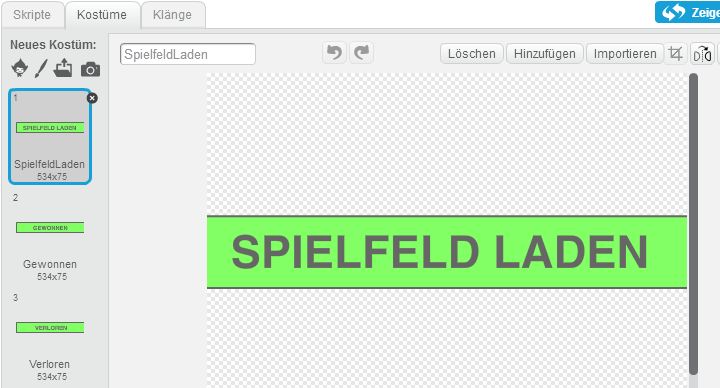 Skripte Kostüme Klänge Zeige
Neues Kostüm: SpielfeldLaden Löschen Hinzufügen Importieren
1
SPIELFELD LADEN
SpielfeldLaden
534x75
2
GEWONNEN
Gewonnen
534x75
3
VERLOREN
Verloren
534x75
SPIELFELD LADEN